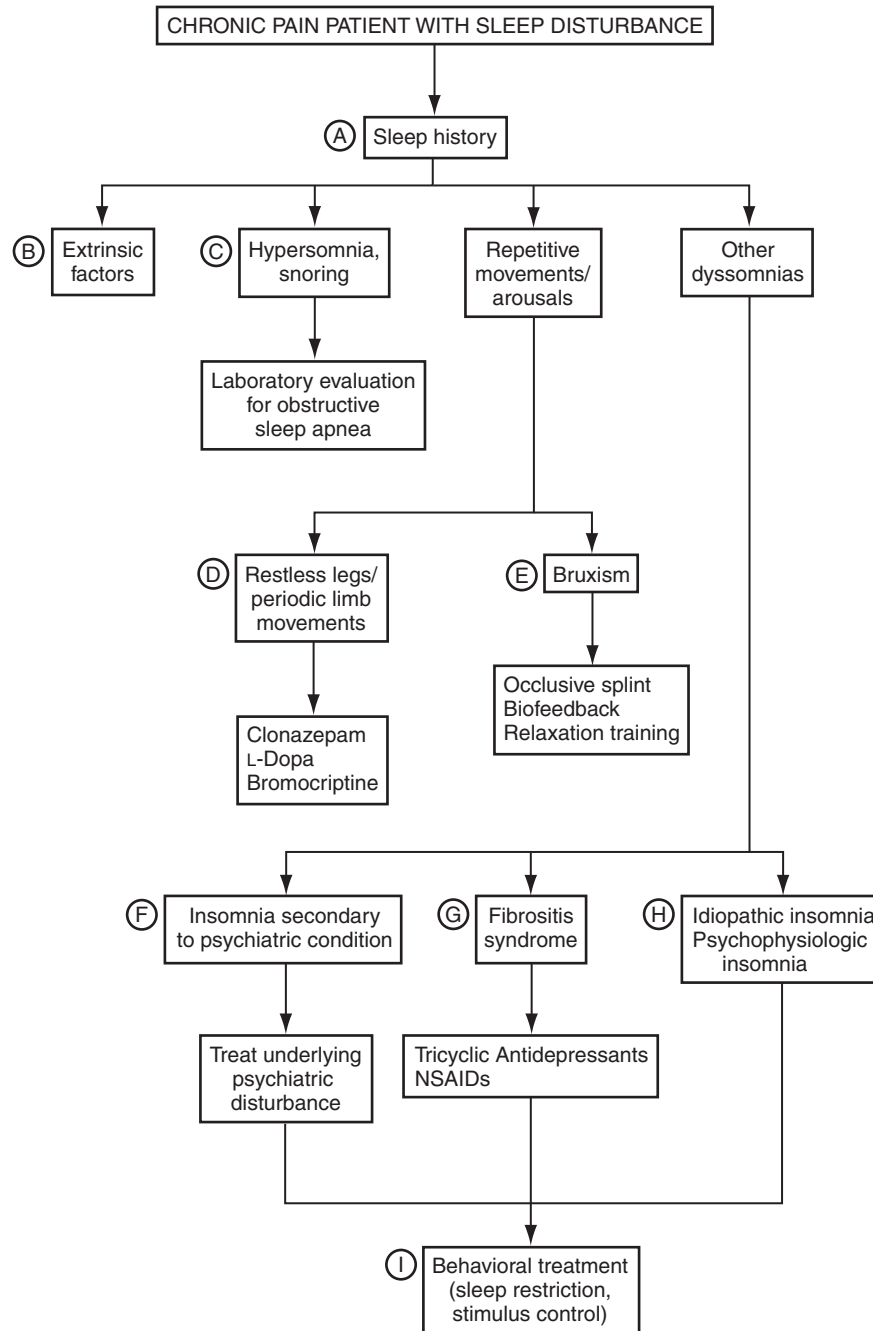 CHRONIC PAIN PATIENT WITH SLEEP DISTURBANCE
A
Sleep history
B
Extrinsic
factors
C
Hypersomnia,
snoring
Repetitive
movements/
arousals
Other
dyssomnias
Laboratory evaluation
for obstructive
sleep apnea
D
Restless legs/
periodic limb
movements
E
Bruxism
Clonazepam
L-Dopa
Bromocriptine
Occlusive splint
Biofeedback
Relaxation training
F
Insomnia secondary
to psychiatric condition
G
Fibrositis
syndrome
H
Idiopathic insomnia
Psychophysiologic
insomnia
Treat underlying
psychiatric
disturbance
Tricyclic Antidepressants
NSAIDs
I
Behavioral treatment
(sleep restriction,
stimulus control)